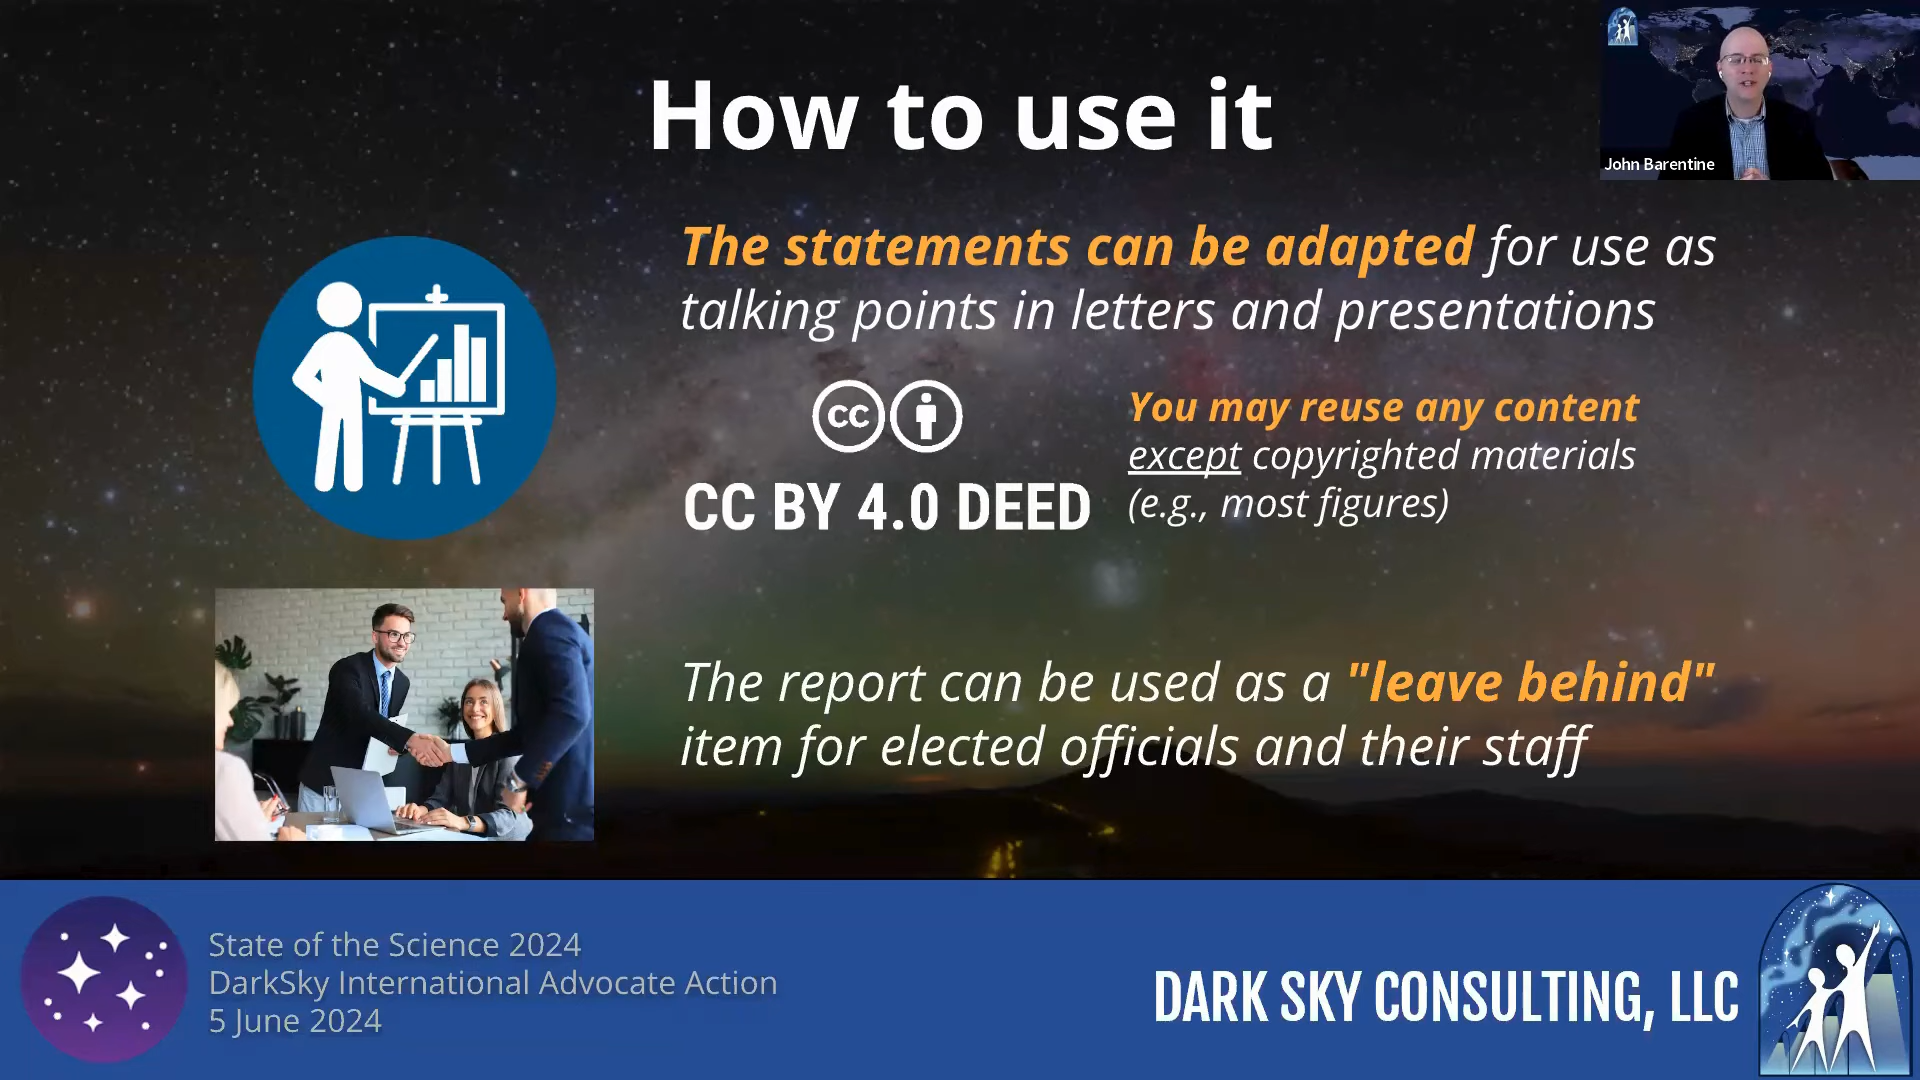 How to use it
John Barentine
The statements can be adapted for use as
talking points in letters and presentations
cc
CC BY 4.0 DEED
You may reuse any content
except copyrighted materials
(e.g., most figures)
The report can be used as a "leave behind"
item for elected officials and their staff
State of the Science 2024
DarkSky International Advocate Action
5 June 2024
DARK SKY CONSULTING, LLC